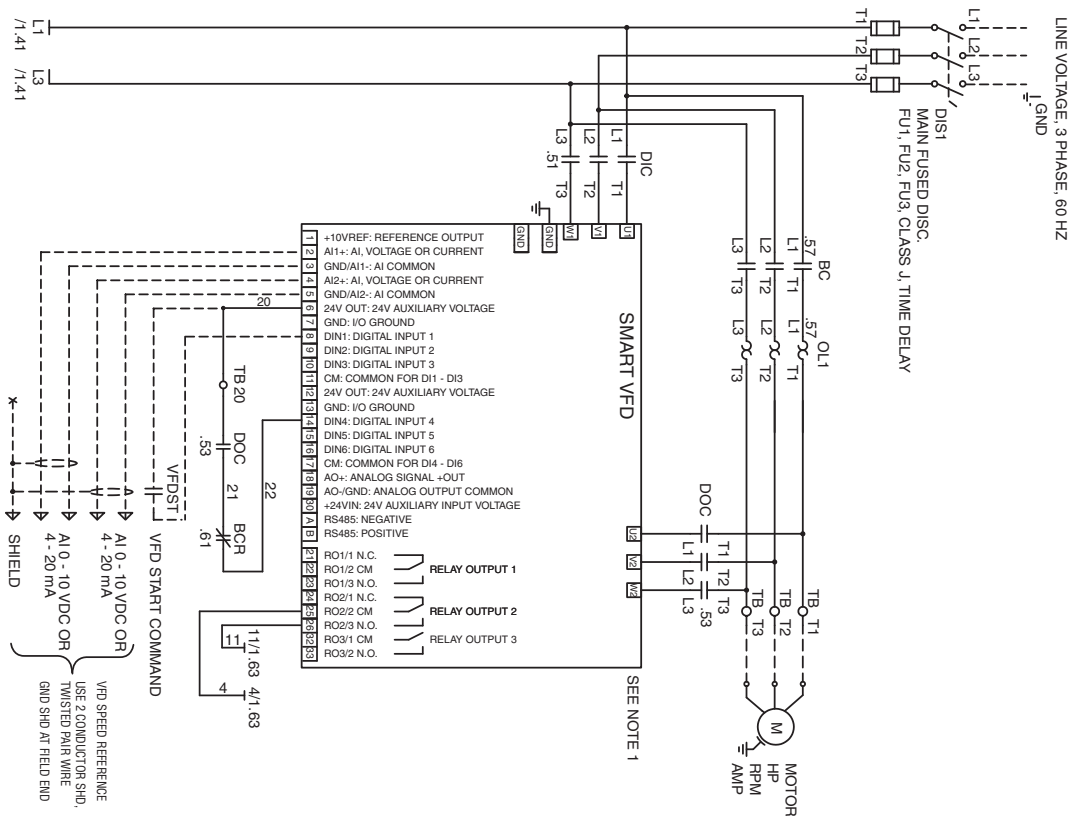 LINE VOLTAGE, 3 PHASE, 60 HZ
GND
L1
L2
L3
DIS1
MAIN FUSED DISC.
FU1, FU2, FU3, CLASS J, TIME DELAY
T1
T2
T3
L1
/1.41
L3
/1.41
DIC
L1 T1
L2 T2
L3 T3
.51
BC
.57
L1 T1
L2 T2
L3 T3
OL1
.57
L1 T1
L2 T2
L3 T3
SMART VFD
SEE NOTE 1
GND
GND
W1
V1
U1
U2
V2
W2
DOC
L1 T1
L2 T2
L3 T3
.53
TB T1
TB T2
TB T3
M
MOTOR
HP
RPM
AMP
1 +10VREF: REFERENCE OUTPUT
2 AI1+: AI, VOLTAGE OR CURRENT
3 GND/AI1-: AI COMMON
4 AI2+: AI, VOLTAGE OR CURRENT
5 GND/AI2-: AI COMMON
6 24V OUT: 24V AUXILIARY VOLTAGE
7 GND: I/O GROUND
8 DIN1: DIGITAL INPUT 1
9 DIN2: DIGITAL INPUT 2
10 DIN3: DIGITAL INPUT 3
11 CM: COMMON FOR DI1 - DI3
12 24V OUT: 24V AUXILIARY VOLTAGE
13 GND: I/O GROUND
14 DIN4: DIGITAL INPUT 4
15 DIN5: DIGITAL INPUT 5
16 DIN6: DIGITAL INPUT 6
17 CM: COMMON FOR DI4 - DI6
18 AO+: ANALOG SIGNAL +OUT
19 AO-/GND: ANALOG OUTPUT COMMON
30 +24VIN: 24V AUXILIARY INPUT VOLTAGE
A RS485: NEGATIVE
B RS485: POSITIVE
21 RO1/1 N.C.
22 RO1/2 CM
23 RO1/3 N.O.
RELAY OUTPUT 1
24 RO2/1 N.C.
25 RO2/2 CM
26 RO2/3 N.O.
RELAY OUTPUT 2
32 RO3/1 CM
33 RO3/2 N.O.
RELAY OUTPUT 3
20
TB 20
DOC
.53
21
BCR
.61
22
VFDST
11
11/1.63
4
4/1.63
VFD START COMMAND
AI 0 - 10 VDC OR
4 - 20 mA
AI 0 - 10 VDC OR
4 - 20 mA
SHIELD
VFD SPEED REFERENCE
USE 2 CONDUCTOR SHD,
TWISTED PAIR WIRE
GND SHD AT FIELD END